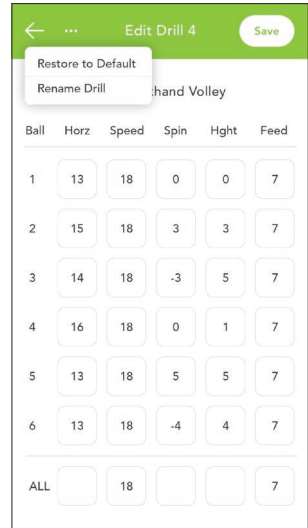 ← ... Edit Drill 4 Save
Restore to Default
Rename Drill
hand Volley
Ball Horz Speed Spin Hght Feed
1 13 18 0 0 7
2 15 18 3 3 7
3 14 18 -3 5 7
4 16 18 0 1 7
5 13 18 5 5 7
6 13 18 -4 4 7
ALL 18 7